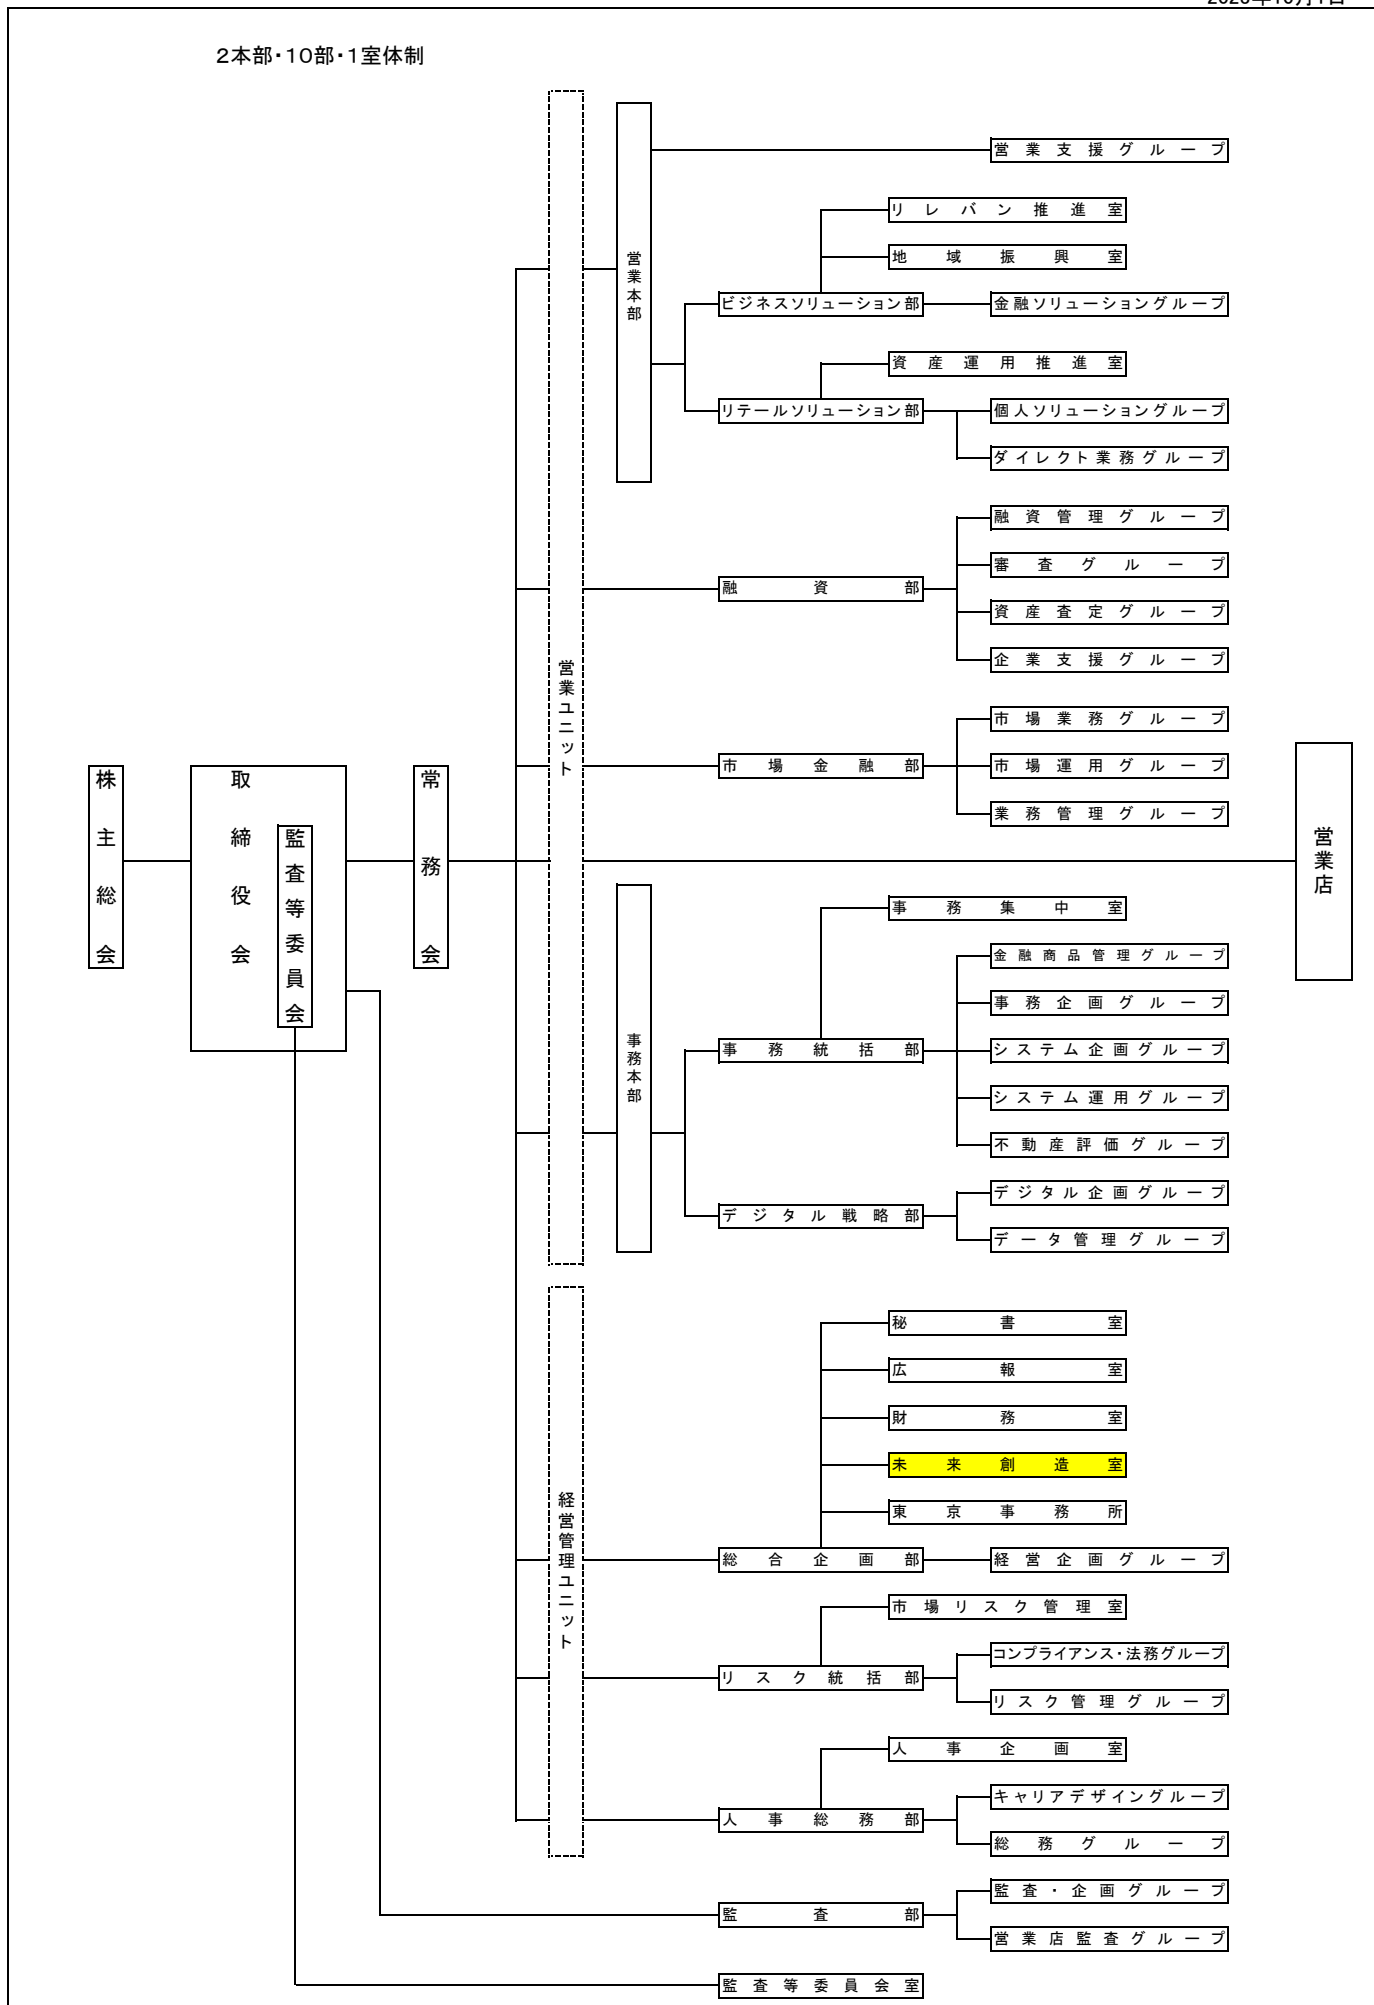 2本部・10部・1室体制
営業支援グループ
リレバン推進室
地域振興室
営業本部
ビジネスソリューション部
金融ソリューショングループ
資産運用推進室
リテールソリューション部
個人ソリューショングループ
ダイレクト業務グループ
融資管理グループ
審査グループ
融資部
資産査定グループ
企業支援グループ
営業ユニット
市場業務グループ
市場金融部
市場運用グループ
業務管理グループ
株主総会
取締役会
監査等委員会
常務会
営業店
事務集中室
金融商品管理グループ
事務企画グループ
事務本部
事務統括部
システム企画グループ
システム運用グループ
不動産評価グループ
デジタル企画グループ
デジタル戦略部
データ管理グループ
秘書室
広報室
財務室
未来創造室
東京事務所
経営管理ユニット
総合企画部
経営企画グループ
市場リスク管理室
コンプライアンス・法務グループ
リスク統括部
リスク管理グループ
人事企画室
キャリアデザイングループ
人事総務部
総務グループ
監査・企画グループ
監査部
営業店監査グループ
監査等委員会室